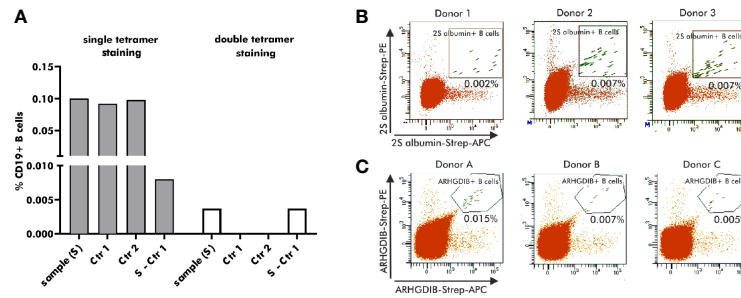 A
single tetramer
staining
double tetramer
staining
% CD19+ B cells
0.15
0.10
0.05
0.010
0.005
0.000
sample (S)
Ctr 1
Ctr 2
S - Ctr 1
sample (S)
Ctr 1
Ctr 2
S - Ctr 1
B
Donor 1
Donor 2
Donor 3
2S albumin-Strep-PE
2S albumin+ B cells
0.002%
2S albumin+ B cells
0.007%
2S albumin+ B cells
0.007%
2S albumin-Strep-APC
C
Donor A
Donor B
Donor C
ARHGDIB-Strep-PE
ARHGDIB+ B cells
0.015%
ARHGDIB+ B cells
0.007%
ARHGDIB+ B cells
0.005%
ARHGDIB-Strep-APC